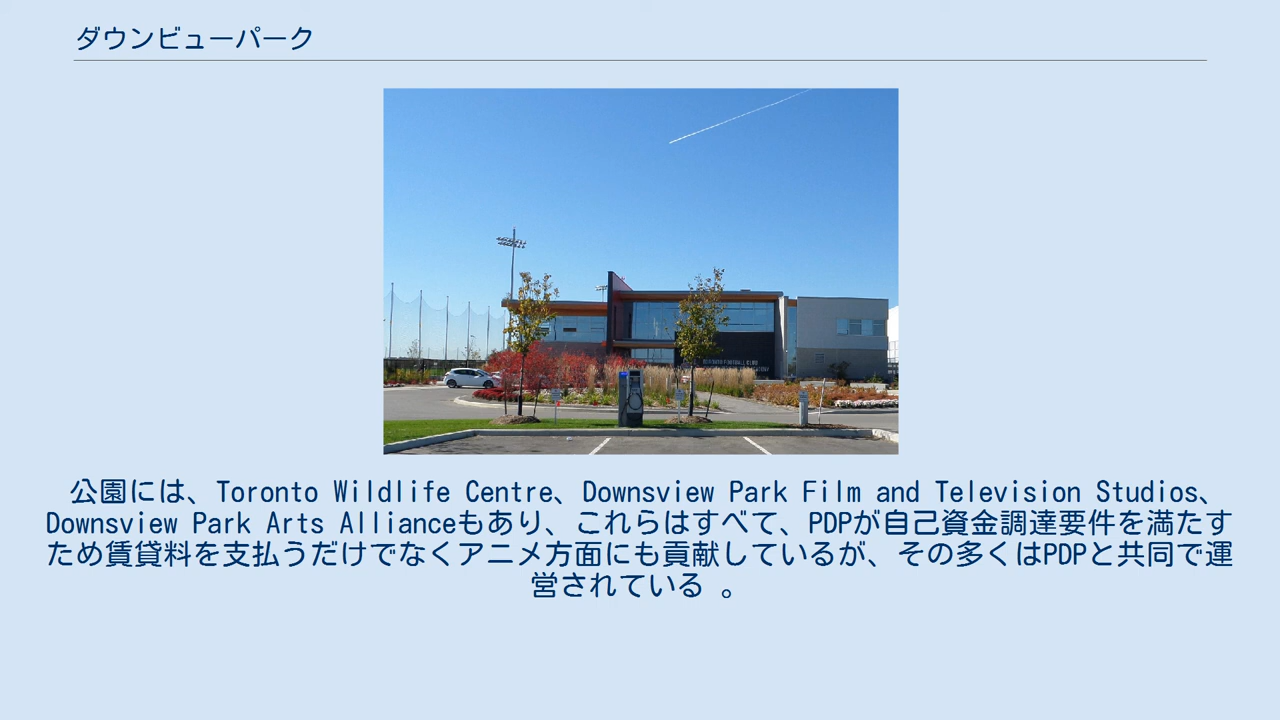 ダウンビューパーク
公園には、Toronto Wildlife Centre、Downsview Park Film and Television Studios、
Downsview Park Arts Allianceもあり、これらはすべて、PDPが自己資金調達要件を満たす
ため賃貸料を支払うだけでなくアニメ方面にも貢献しているが、その多くはPDPと共同で運
営されている 。